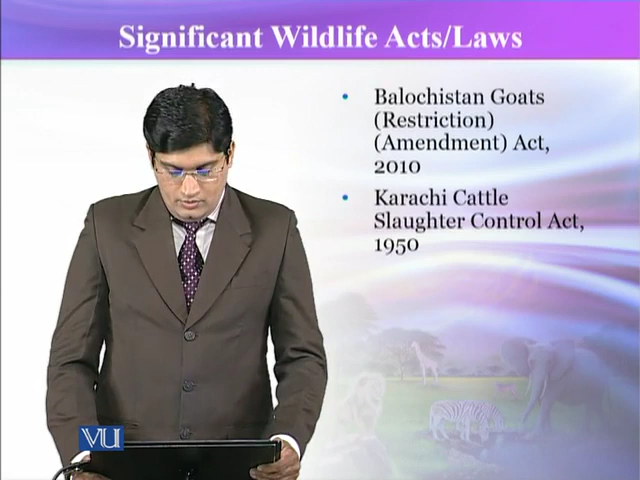 Significant Wildlife Acts/Laws
• Balochistan Goats
(Restriction)
(Amendment) Act,
2010
• Karachi Cattle
Slaughter Control Act,
1950
VU